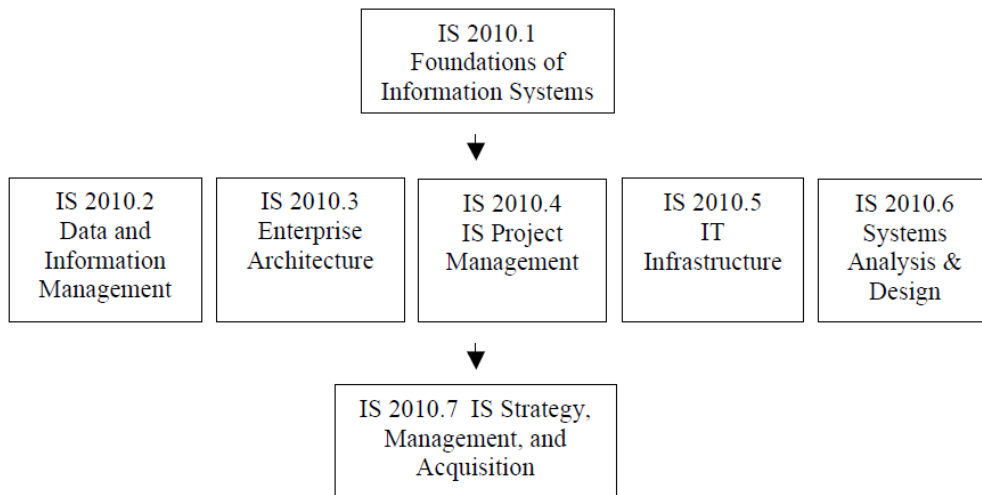 IS 2010.1
Foundations of
Information Systems
IS 2010.2
Data and
Information
Management
IS 2010.3
Enterprise
Architecture
IS 2010.4
IS Project
Management
IS 2010.5
IT
Infrastructure
IS 2010.6
Systems
Analysis &
Design
IS 2010.7  IS Strategy,
Management, and
Acquisition